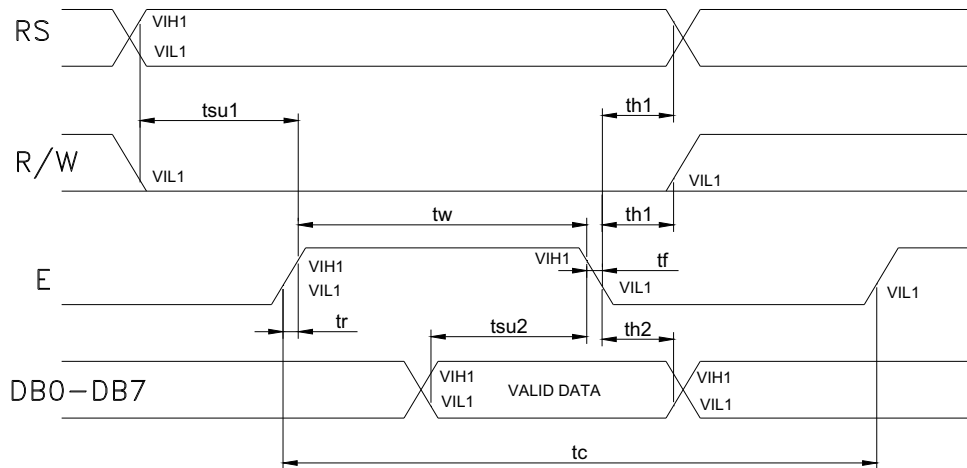 RS
VIH1
VIL1
tsu1
th1
R/W
VIL1
VIL1
tw
th1
E
VIH1
VIL1
VIH1
tf
VIL1
VIL1
tr
tsu2
th2
DB0-DB7
VIH1
VIL1
VALID DATA
VIH1
VIL1
tc